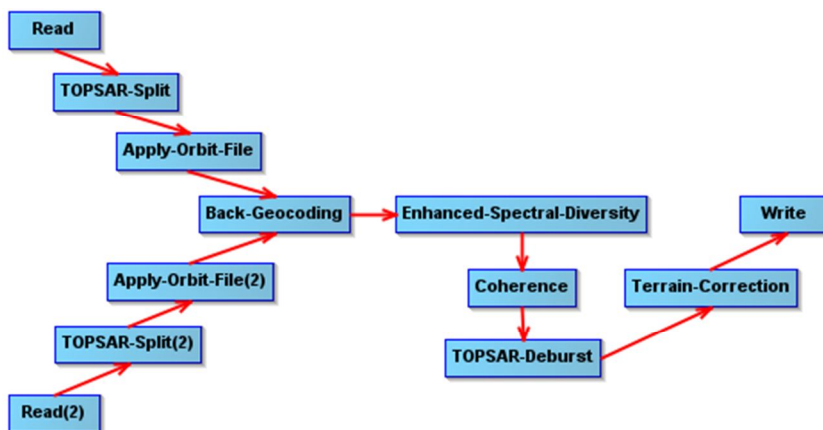 Read
TOPSAR-Split
Apply-Orbit-File
Back-Geocoding
Enhanced-Spectral-Diversity
Write
Apply-Orbit-File(2)
Coherence
Terrain-Correction
TOPSAR-Split(2)
TOPSAR-Deburst
Read(2)